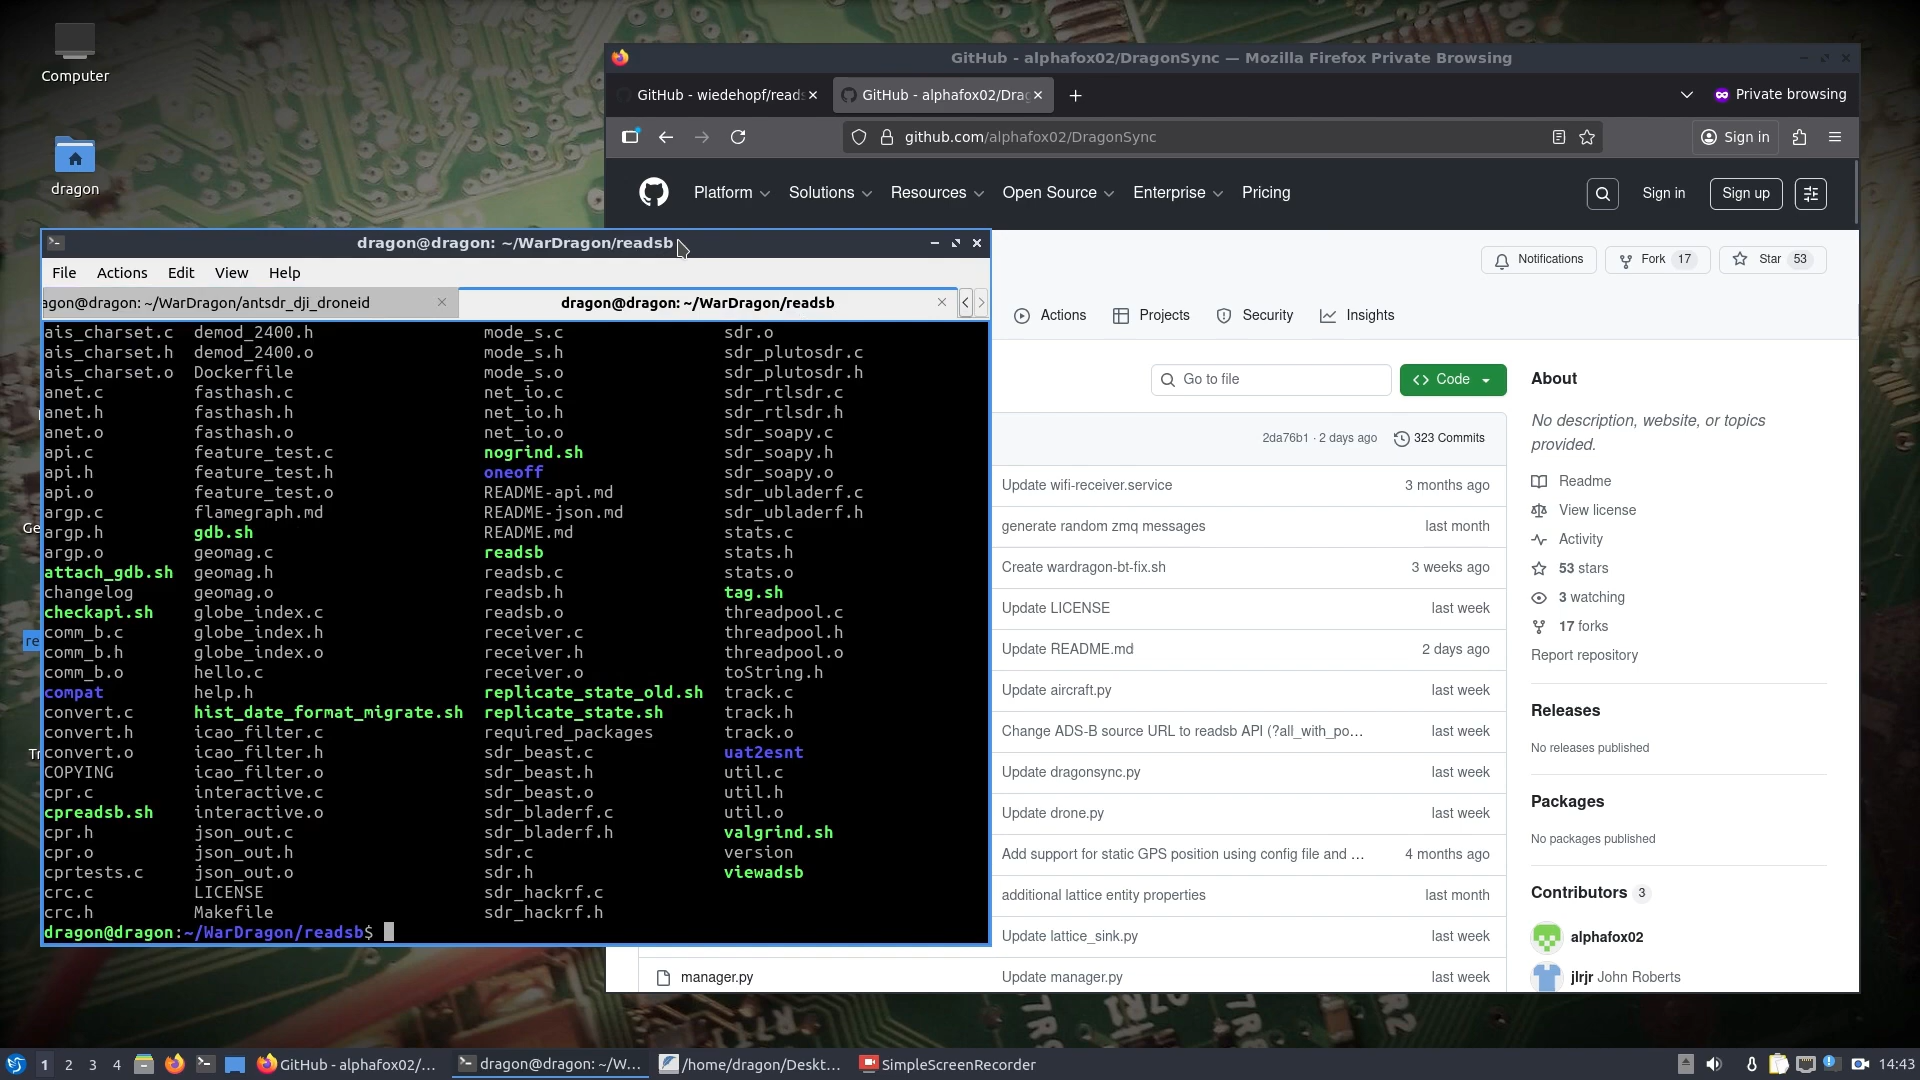 Computer
dragon
GitHub - alphafox02/DragonSync — Mozilla Firefox Private Browsing
GitHub - wiedehopf/reads
GitHub - alphafox02/Drag
Private browsing
github.com/alphafox02/DragonSync
Sign in
Platform Solutions Resources Open Source Enterprise Pricing
Sign in
Sign up
Notifications
Fork 17
Star 53
Actions Projects Security Insights
Go to file
Code
2da76b1 · 2 days ago
323 Commits
Update wifi-receiver.service 3 months ago
generate random zmq messages last month
Create wardragon-bt-fix.sh 3 weeks ago
Update LICENSE last week
Update README.md 2 days ago
Update aircraft.py last week
Change ADS-B source URL to readsb API (?all_with_po… last week
Update dragonsync.py last week
Update drone.py last week
Add support for static GPS position using config file and … 4 months ago
additional lattice entity properties last month
Update lattice_sink.py last week
manager.py Update manager.py last week
About
No description, website, or topics
provided.
Readme
View license
Activity
53 stars
3 watching
17 forks
Report repository
Releases
No releases published
Packages
No packages published
Contributors 3
alphafox02
jlrjr John Roberts
dragon@dragon: ~/WarDragon/readsb
File Actions Edit View Help
agon@dragon: ~/WarDragon/antsdr_dji_droneid
dragon@dragon: ~/WarDragon/readsb
ais_charset.c demod_2400.h mode_s.c sdr.o
ais_charset.h demod_2400.o mode_s.h sdr_plutosdr.c
ais_charset.o Dockerfile mode_s.o sdr_plutosdr.h
anet.c fasthash.c net_io.c sdr_rtlsdr.c
anet.h fasthash.h net_io.h sdr_rtlsdr.h
anet.o fasthash.o net_io.o sdr_soapy.c
api.c feature_test.c nogrind.sh sdr_soapy.h
api.h feature_test.h oneoff sdr_soapy.o
api.o feature_test.o README-api.md sdr_ubladerf.c
argp.c flamegraph.md README-json.md sdr_ubladerf.h
argp.h gdb.sh README.md stats.c
argp.o geomag.c readsb stats.h
attach_gdb.sh geomag.h readsb.c stats.o
changelog geomag.o readsb.h tag.sh
checkapi.sh globe_index.c readsb.o threadpool.c
comm_b.c globe_index.h receiver.c threadpool.h
comm_b.h globe_index.o receiver.h threadpool.o
comm_b.o hello.c receiver.o toString.h
compat help.h replicate_state_old.sh track.c
convert.c hist_date_format_migrate.sh replicate_state.sh track.h
convert.h icao_filter.c required_packages track.o
convert.o icao_filter.h sdr_beast.c uat2esnt
COPYING icao_filter.o sdr_beast.h util.c
cpr.c interactive.c sdr_beast.o util.h
cpreadsb.sh interactive.o sdr_bladerf.c util.o
cpr.h json_out.c sdr_bladerf.h valgrind.sh
cpr.o json_out.h sdr.c version
cprtests.c json_out.o sdr.h viewadsb
crc.c LICENSE sdr_hackrf.c
crc.h Makefile sdr_hackrf.h
dragon@dragon:~/WarDragon/readsb$
Ge
re
Tr
1 2 3 4
GitHub - alphafox02/...
dragon@dragon: ~/W...
/home/dragon/Deskt...
SimpleScreenRecorder
14:43